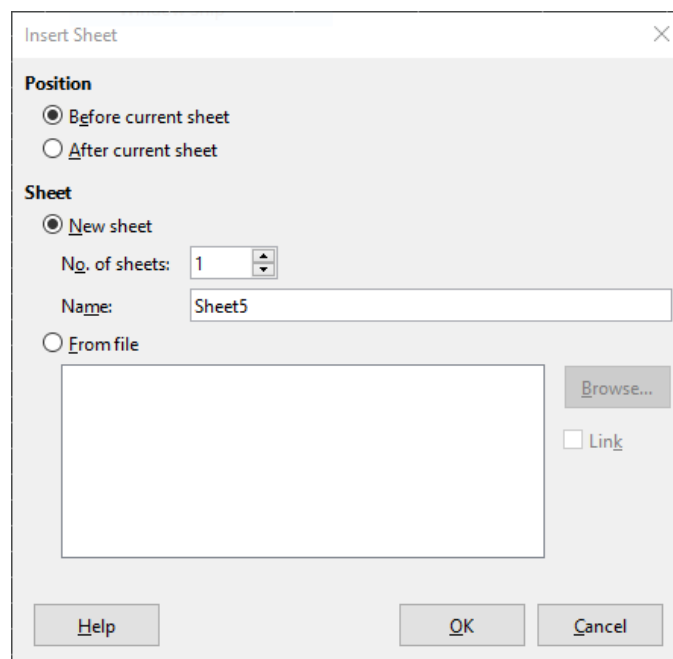 Insert Sheet
Position
Before current sheet
After current sheet
Sheet
New sheet
No. of sheets: 1
Name: Sheet5
From file
Browse...
Link
Help OK Cancel